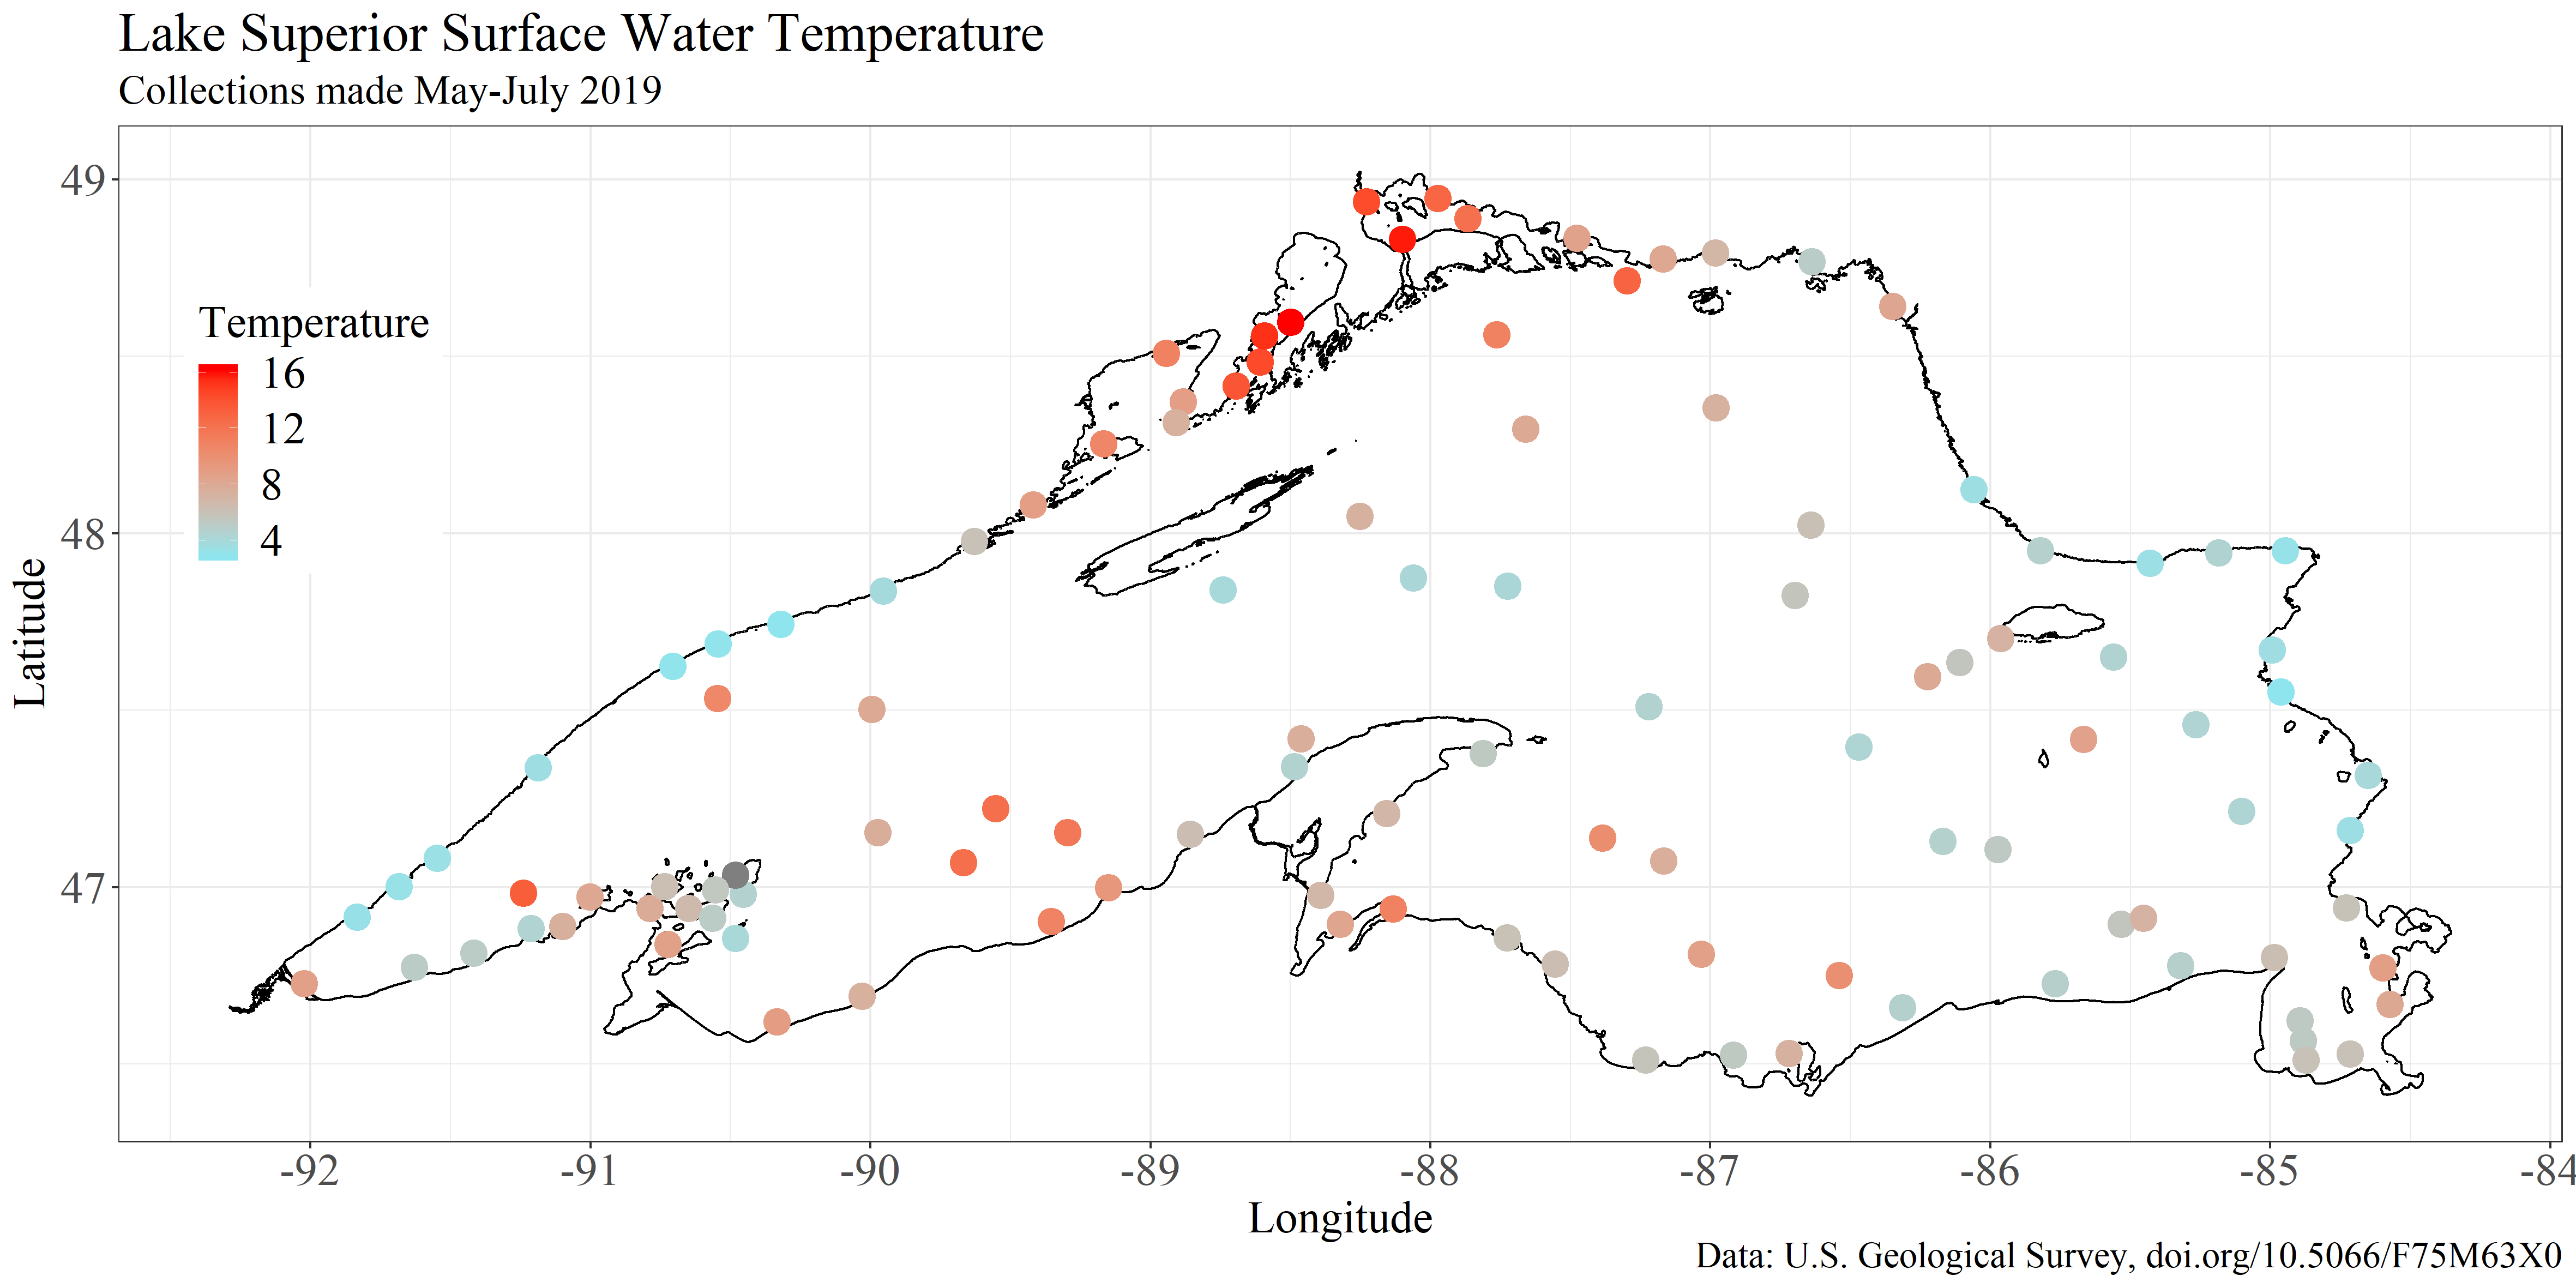 Lake Superior Surface Water Temperature
Collections made May-July 2019
49
48
47
Latitude
Temperature
16
12
8
4
-92 -91 -90 -89 -88 -87 -86 -85 -84
Longitude
Data: U.S. Geological Survey, doi.org/10.5066/F75M63X0